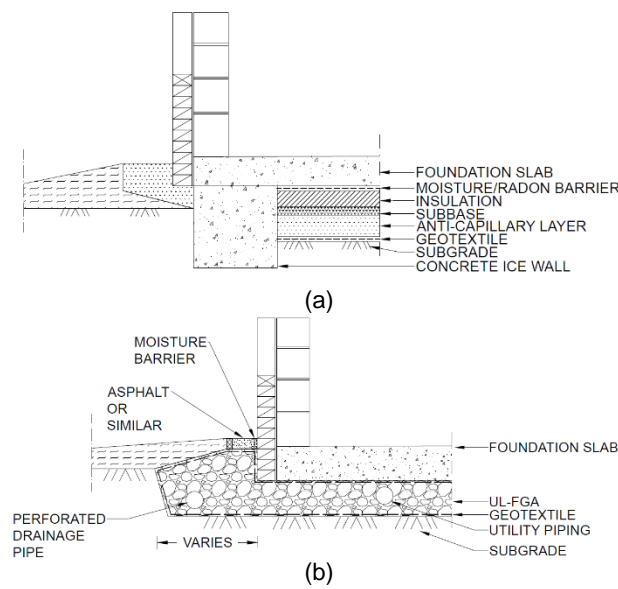 FOUNDATION SLAB
MOISTURE/RADON BARRIER
INSULATION
SUBBASE
ANTI-CAPILLARY LAYER
GEOTEXTILE
SUBGRADE
CONCRETE ICE WALL
(a)
MOISTURE
BARRIER
ASPHALT
OR
SIMILAR
FOUNDATION SLAB
UL-FGA
GEOTEXTILE
UTILITY PIPING
SUBGRADE
PERFORATED
DRAINAGE
PIPE
VARIES
(b)